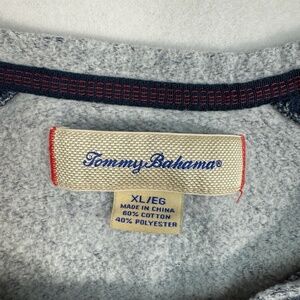 Tommy Bahama®
XL/EG
MADE IN CHINA
60% COTTON
40% POLYESTER